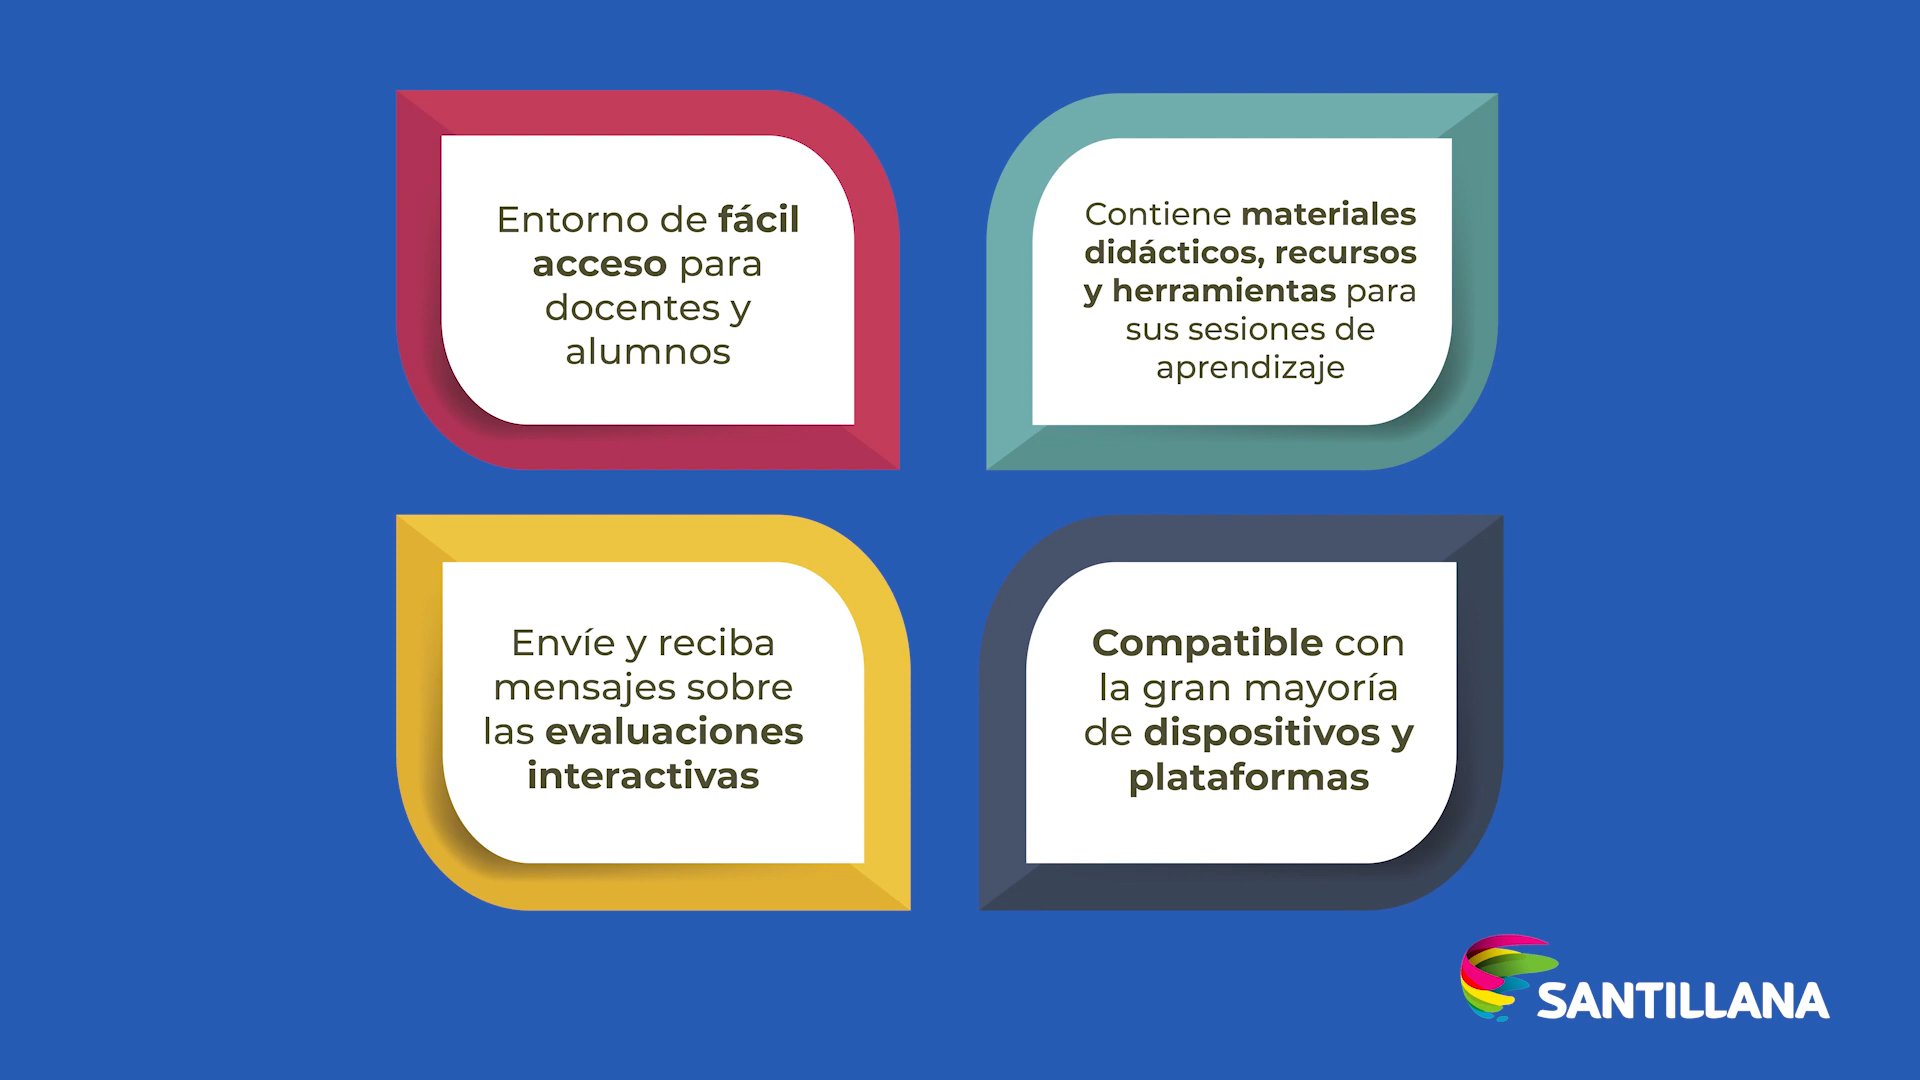 Entorno de fácil
acceso para
docentes y
alumnos
Contiene materiales
didácticos, recursos
y herramientas para
sus sesiones de
aprendizaje
Envíe y reciba
mensajes sobre
las evaluaciones
interactivas
Compatible con
la gran mayoría
de dispositivos y
plataformas
SANTILLANA